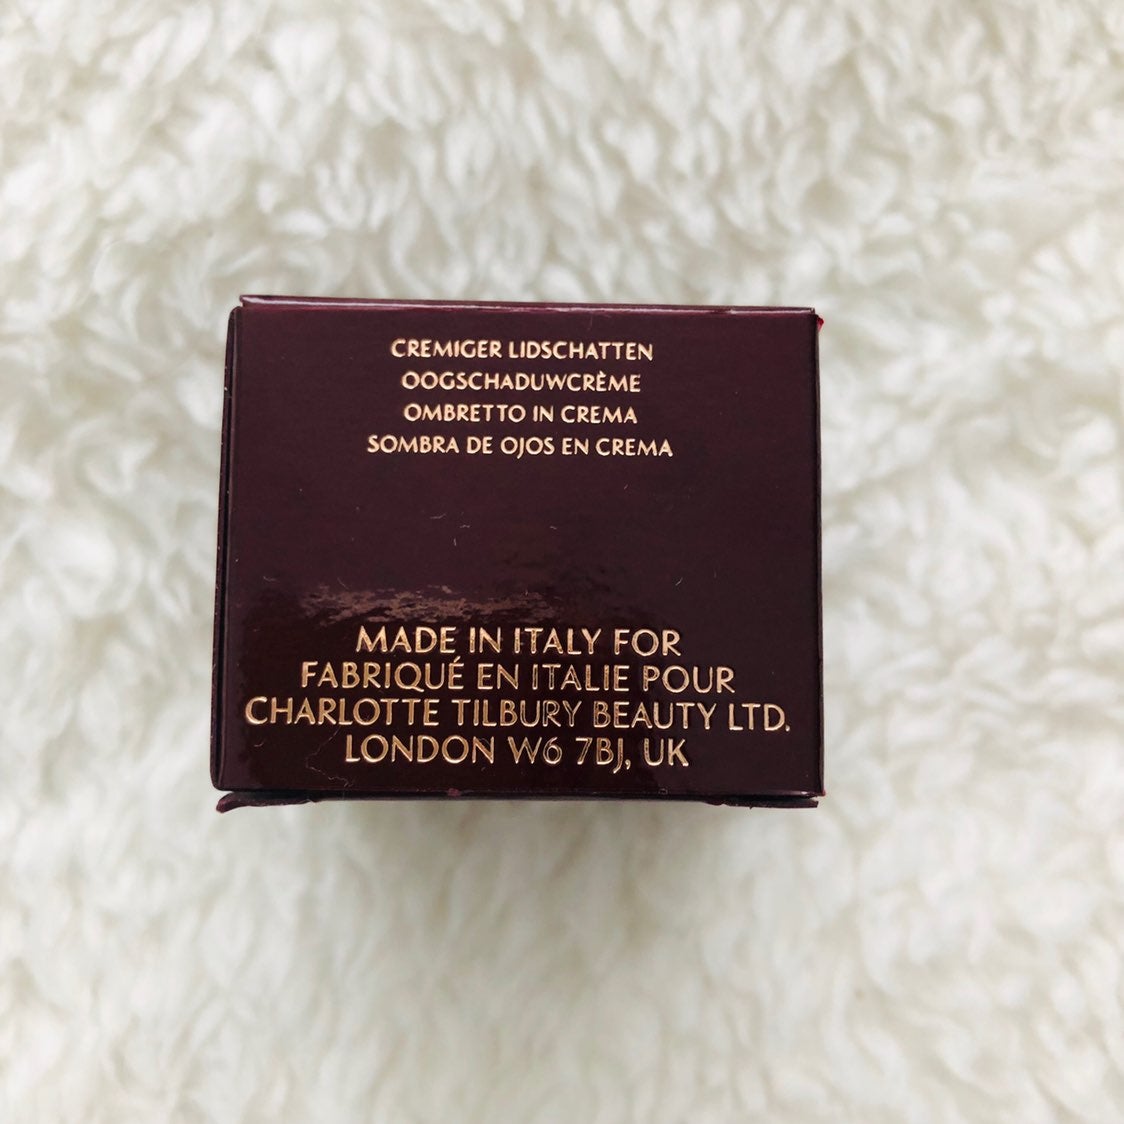 CREMIGER LIDSCHATTEN
OOGSCHADUWCRÈME
OMBRETTO IN CREMA
SOMBRA DE OJOS EN CREMA
MADE IN ITALY FOR
FABRIQUÉ EN ITALIE POUR
CHARLOTTE TILBURY BEAUTY LTD.
LONDON W6 7BJ, UK